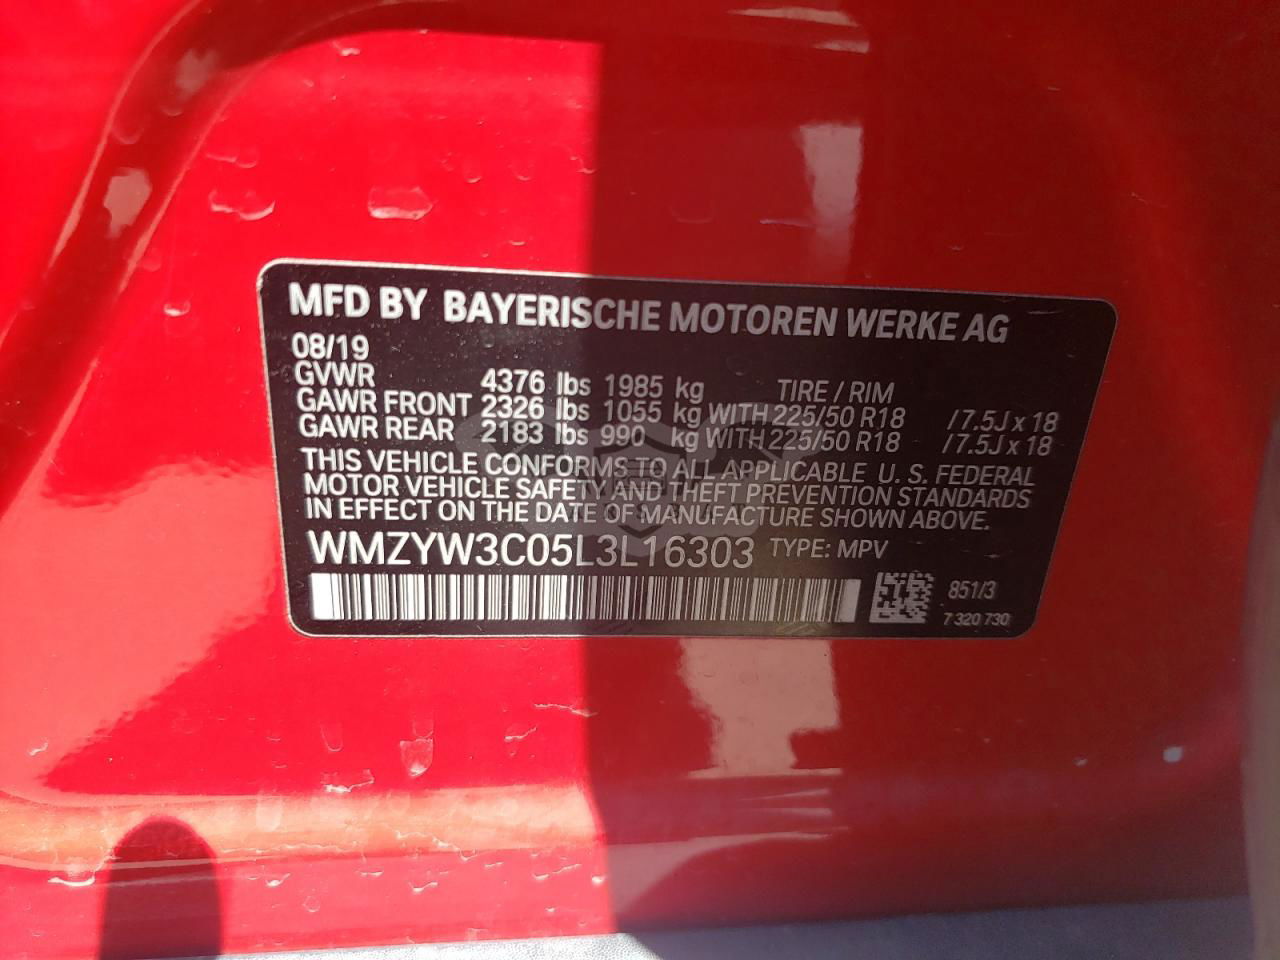 MFD BY BAYERISCHE MOTOREN WERKE AG
08/19
GVWR 4376 lbs 1985 kg TIRE / RIM
GAWR FRONT 2326 lbs 1055 kg WITH 225/50 R18 /7.5J x 18
GAWR REAR 2183 lbs 990 kg WITH 225/50 R18 /7.5J x 18
THIS VEHICLE CONFORMS TO ALL APPLICABLE U. S. FEDERAL
MOTOR VEHICLE SAFETY AND THEFT PREVENTION STANDARDS
IN EFFECT ON THE DATE OF MANUFACTURE SHOWN ABOVE.
WMZYW3C05L3L16303 TYPE: MPV
851/3
7 320 730